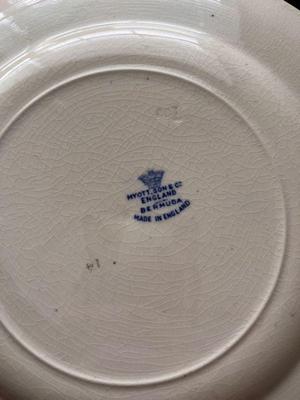 MYOTT, SON & Co
ENGLAND
BERMUDA
MADE IN ENGLAND